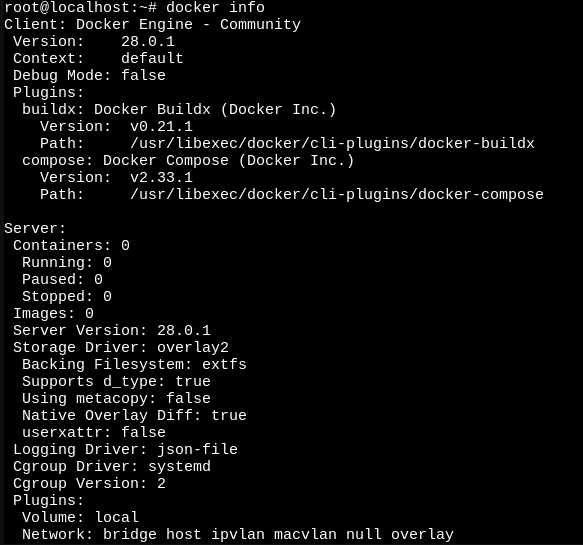 root@localhost:~# docker info
Client: Docker Engine - Community
 Version:    28.0.1
 Context:    default
 Debug Mode: false
 Plugins:
  buildx: Docker Buildx (Docker Inc.)
    Version:  v0.21.1
    Path:     /usr/libexec/docker/cli-plugins/docker-buildx
  compose: Docker Compose (Docker Inc.)
    Version:  v2.33.1
    Path:     /usr/libexec/docker/cli-plugins/docker-compose

Server:
 Containers: 0
  Running: 0
  Paused: 0
  Stopped: 0
 Images: 0
 Server Version: 28.0.1
 Storage Driver: overlay2
  Backing Filesystem: extfs
  Supports d_type: true
  Using metacopy: false
  Native Overlay Diff: true
  userxattr: false
 Logging Driver: json-file
 Cgroup Driver: systemd
 Cgroup Version: 2
 Plugins:
  Volume: local
  Network: bridge host ipvlan macvlan null overlay